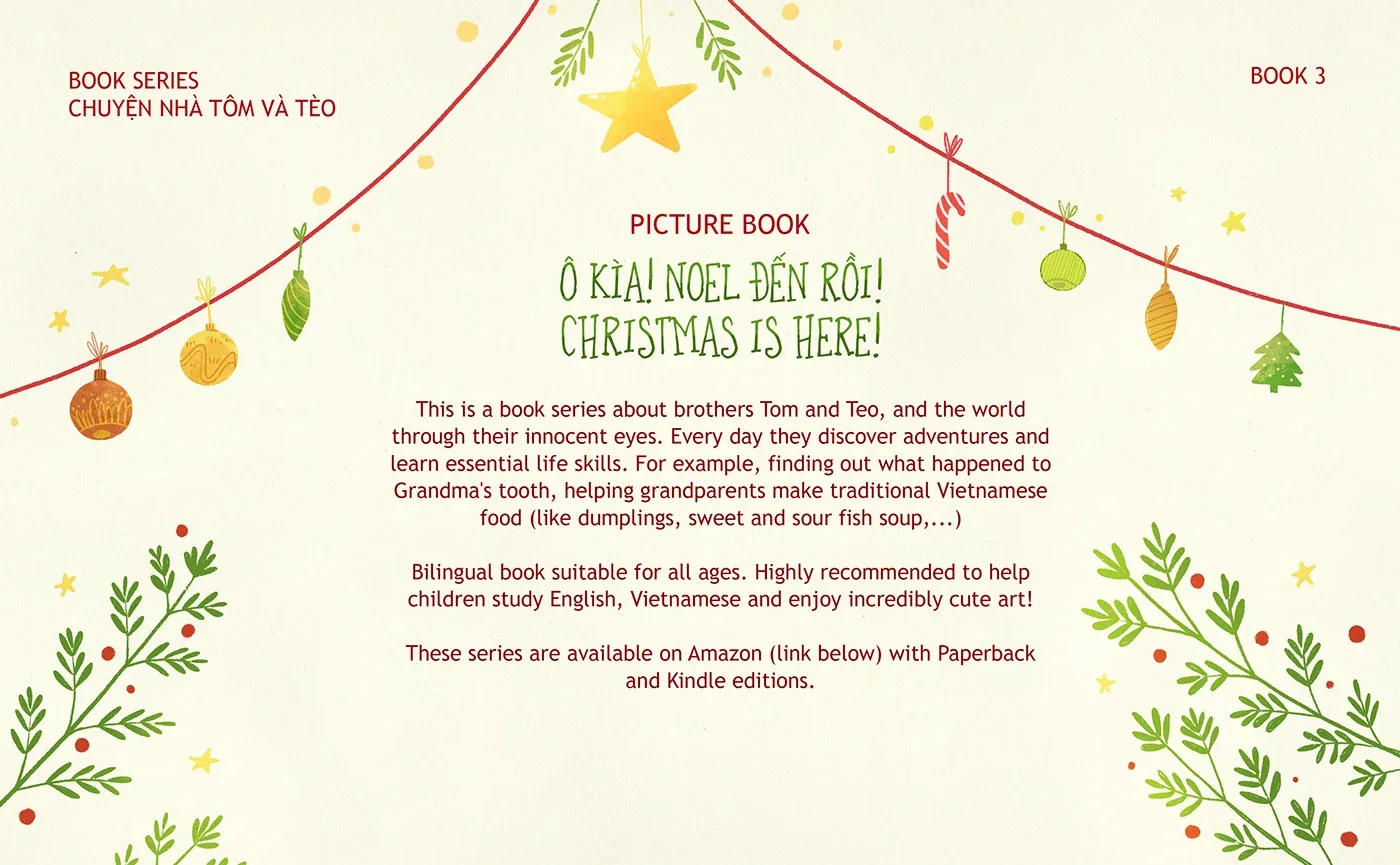 BOOK SERIES
CHUYỆN NHÀ TÔM VÀ TÈO
BOOK 3
PICTURE BOOK
Ô KÌA! NOEL ĐẾN RỒI!
CHRISTMAS IS HERE!
This is a book series about brothers Tom and Teo, and the world
through their innocent eyes. Every day they discover adventures and
learn essential life skills. For example, finding out what happened to
Grandma's tooth, helping grandparents make traditional Vietnamese
food (like dumplings, sweet and sour fish soup,...)
Bilingual book suitable for all ages. Highly recommended to help
children study English, Vietnamese and enjoy incredibly cute art!
These series are available on Amazon (link below) with Paperback
and Kindle editions.